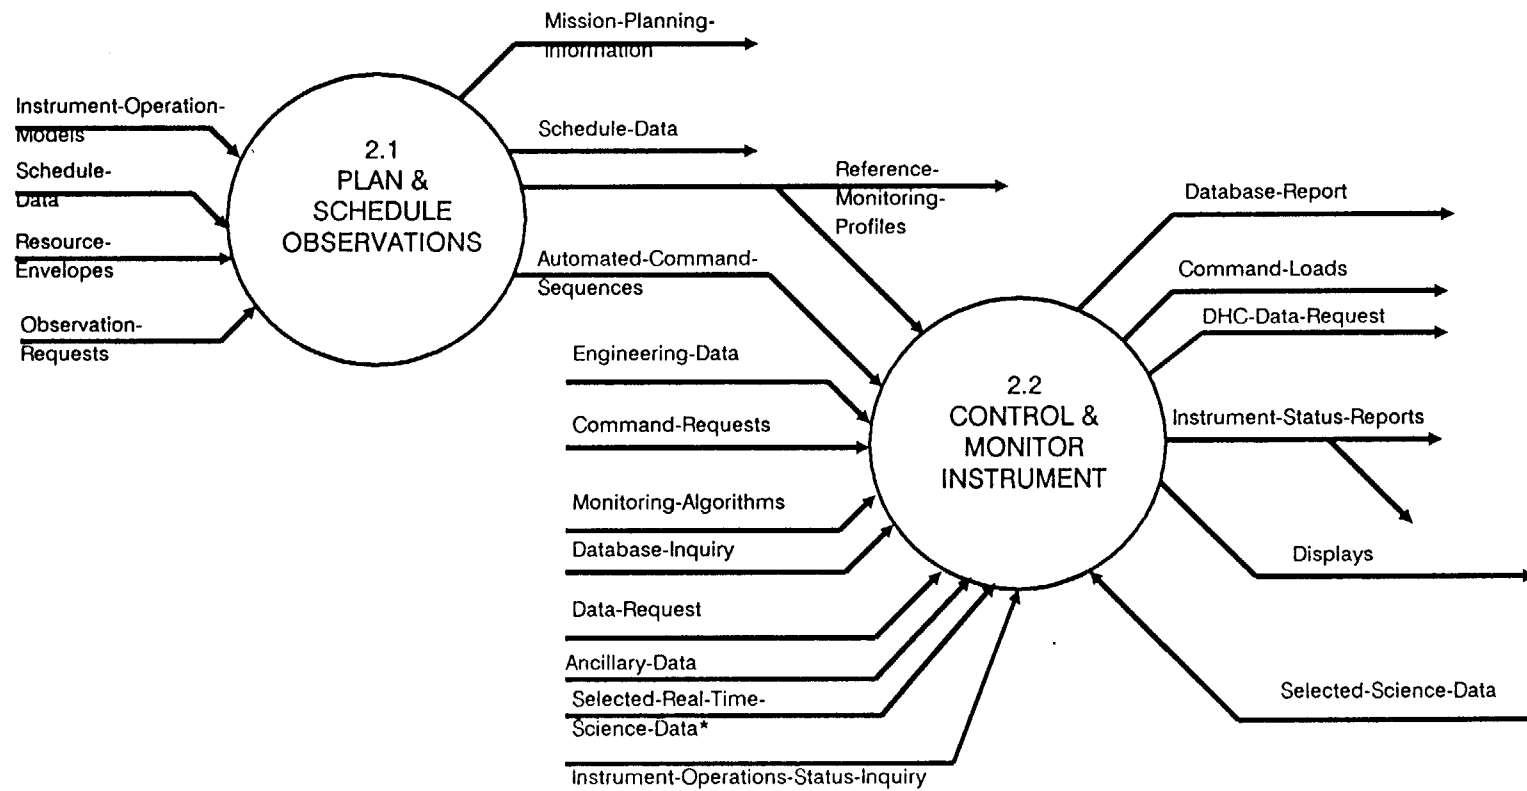 Mission-Planning-
Information
Instrument-Operation-
Models
Schedule-
Data
Resource-
Envelopes
Observation-
Requests
2.1
PLAN &
SCHEDULE
OBSERVATIONS
Schedule-Data
Reference-
Monitoring-
Profiles
Automated-Command-
Sequences
Engineering-Data
Command-Requests
Monitoring-Algorithms
Database-Inquiry
Data-Request
Ancillary-Data
Selected-Real-Time-
Science-Data*
Instrument-Operations-Status-Inquiry
2.2
CONTROL &
MONITOR
INSTRUMENT
Database-Report
Command-Loads
DHC-Data-Request
Instrument-Status-Reports
Displays
Selected-Science-Data